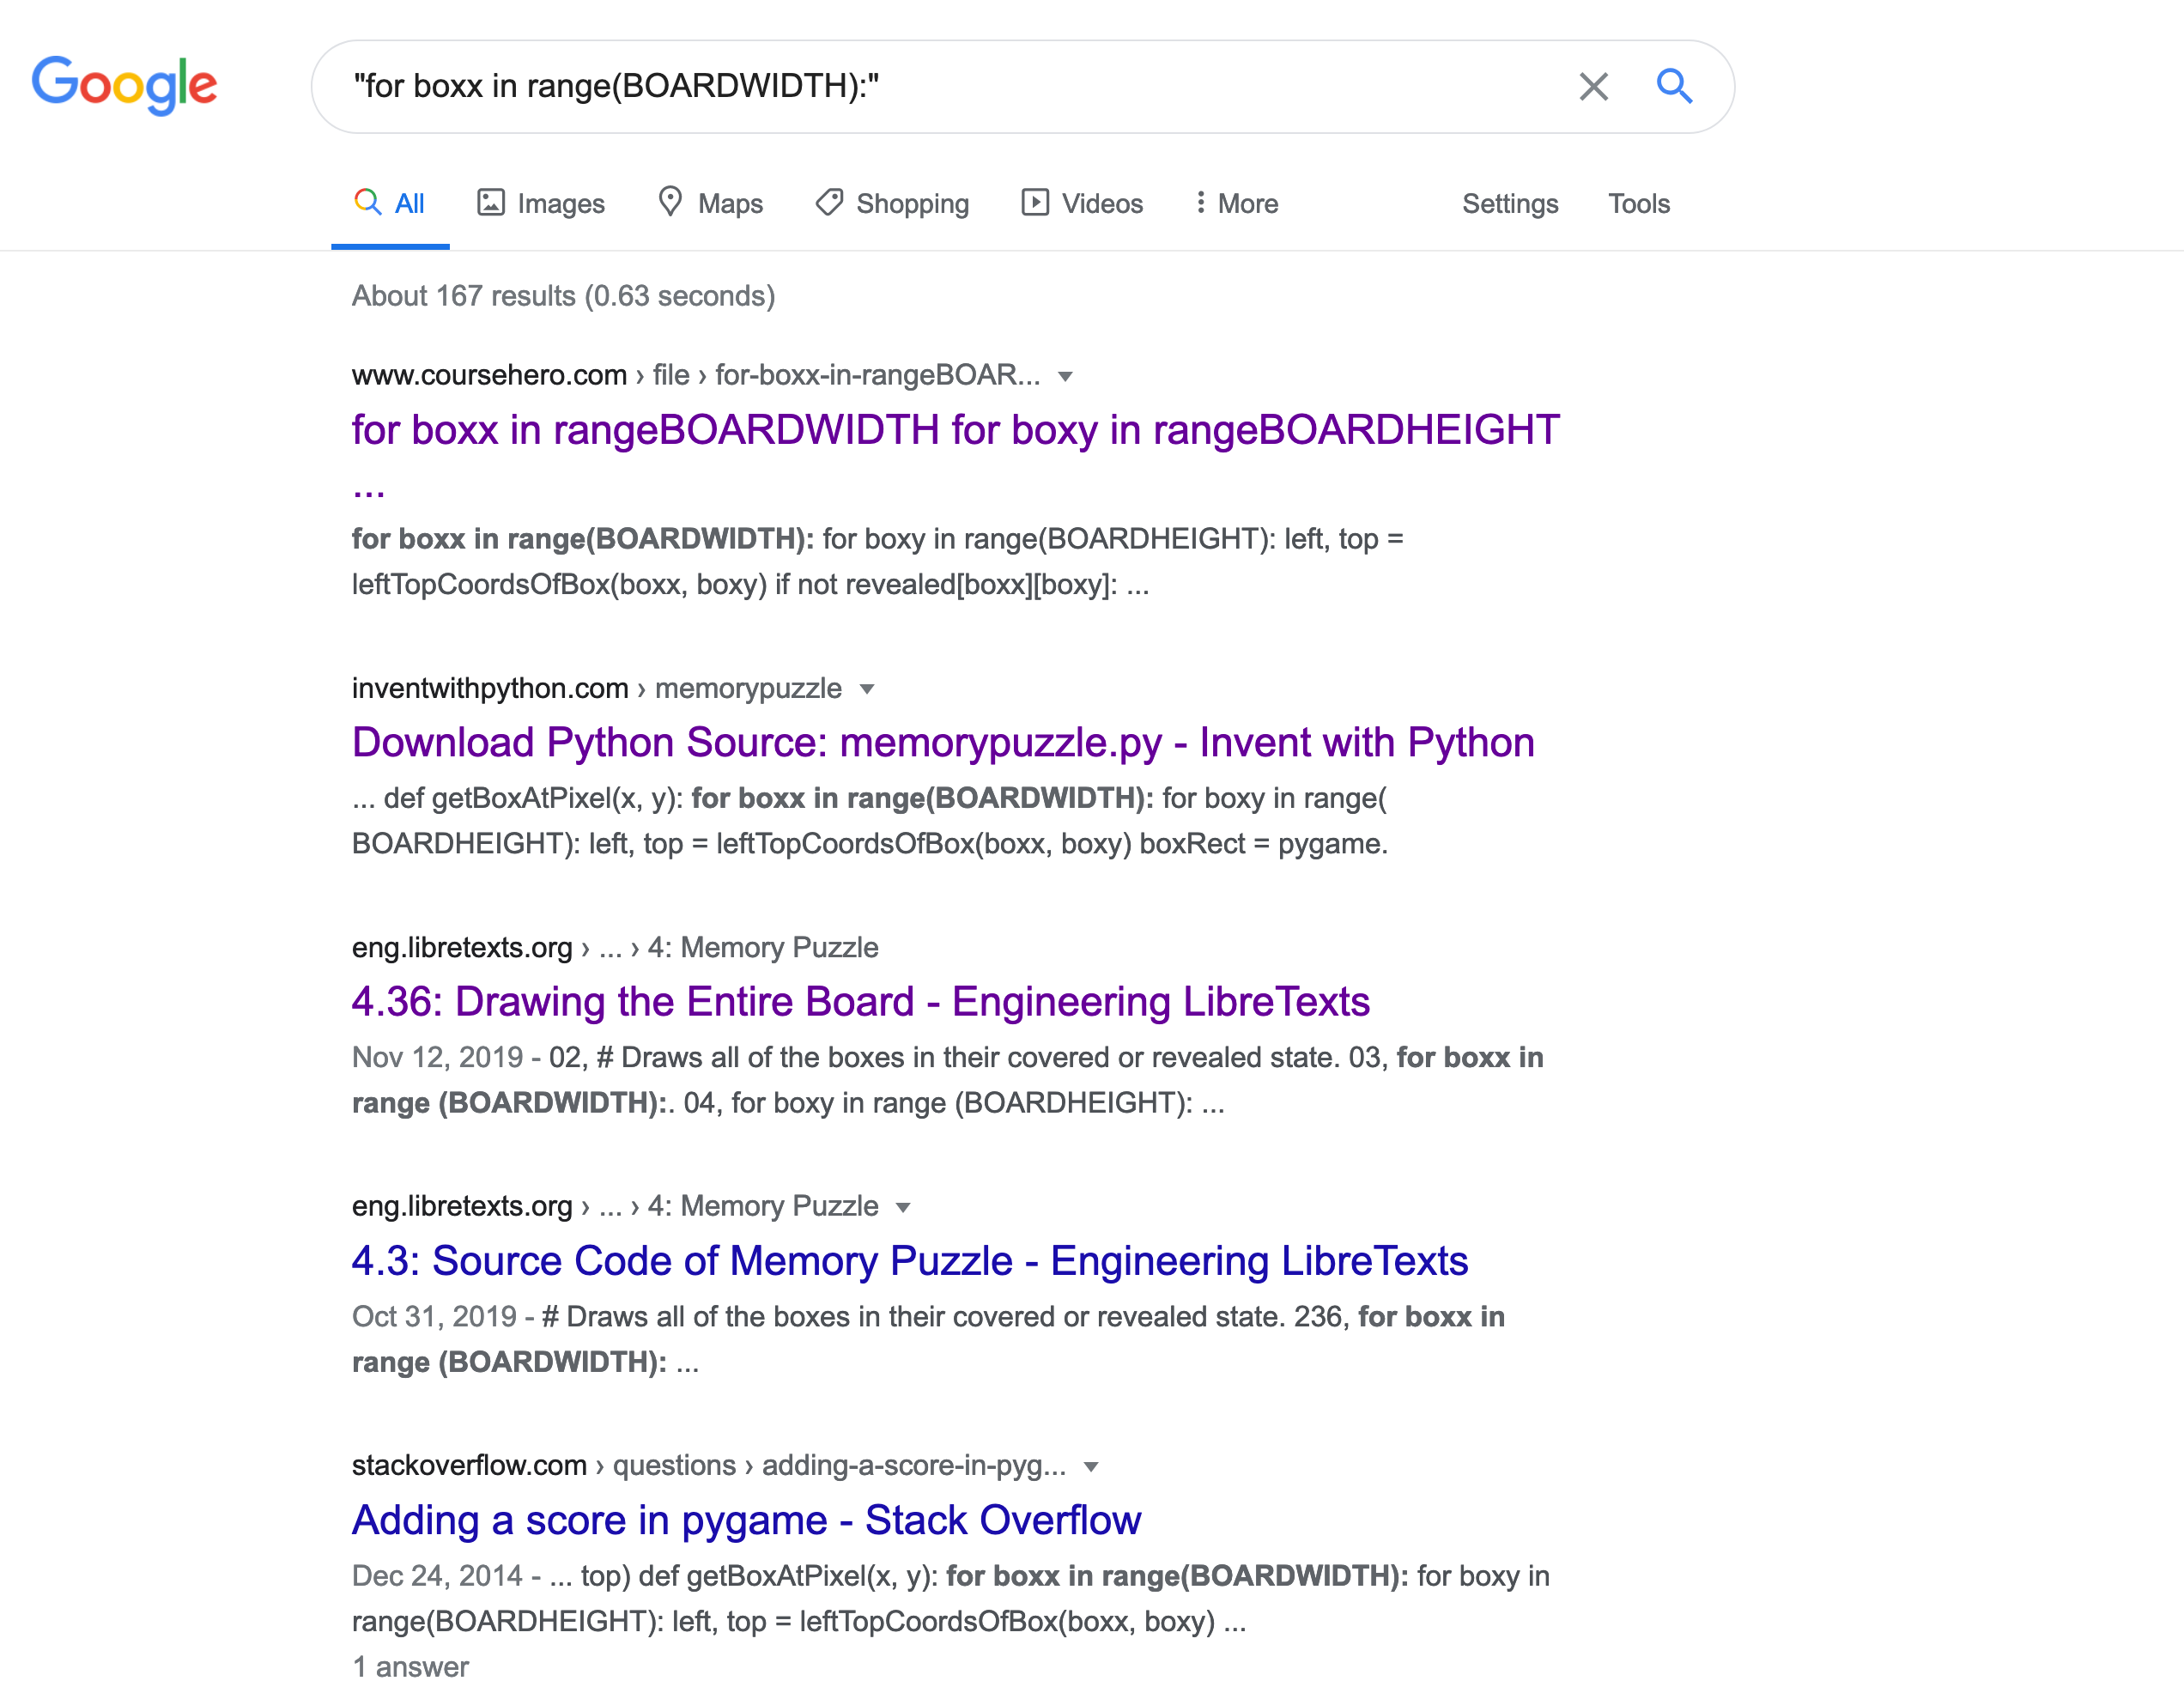 Google
"for boxx in range(BOARDWIDTH):"
All Images Maps Shopping Videos More Settings Tools
About 167 results (0.63 seconds)
www.coursehero.com › file › for-boxx-in-rangeBOAR...
for boxx in rangeBOARDWIDTH for boxy in rangeBOARDHEIGHT
...
for boxx in range(BOARDWIDTH): for boxy in range(BOARDHEIGHT): left, top =
leftTopCoordsOfBox(boxx, boxy) if not revealed[boxx][boxy]: ...
inventwithpython.com › memorypuzzle
Download Python Source: memorypuzzle.py - Invent with Python
... def getBoxAtPixel(x, y): for boxx in range(BOARDWIDTH): for boxy in range(
BOARDHEIGHT): left, top = leftTopCoordsOfBox(boxx, boxy) boxRect = pygame.
eng.libretexts.org › ... › 4: Memory Puzzle
4.36: Drawing the Entire Board - Engineering LibreTexts
Nov 12, 2019 - 02, # Draws all of the boxes in their covered or revealed state. 03, for boxx in
range (BOARDWIDTH):. 04, for boxy in range (BOARDHEIGHT): ...
eng.libretexts.org › ... › 4: Memory Puzzle
4.3: Source Code of Memory Puzzle - Engineering LibreTexts
Oct 31, 2019 - # Draws all of the boxes in their covered or revealed state. 236, for boxx in
range (BOARDWIDTH): ...
stackoverflow.com › questions › adding-a-score-in-pyg...
Adding a score in pygame - Stack Overflow
Dec 24, 2014 - ... top) def getBoxAtPixel(x, y): for boxx in range(BOARDWIDTH): for boxy in
range(BOARDHEIGHT): left, top = leftTopCoordsOfBox(boxx, boxy) ...
1 answer